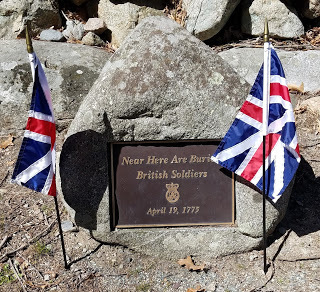 Near Here Are Buried
British Soldiers
April 19, 1775